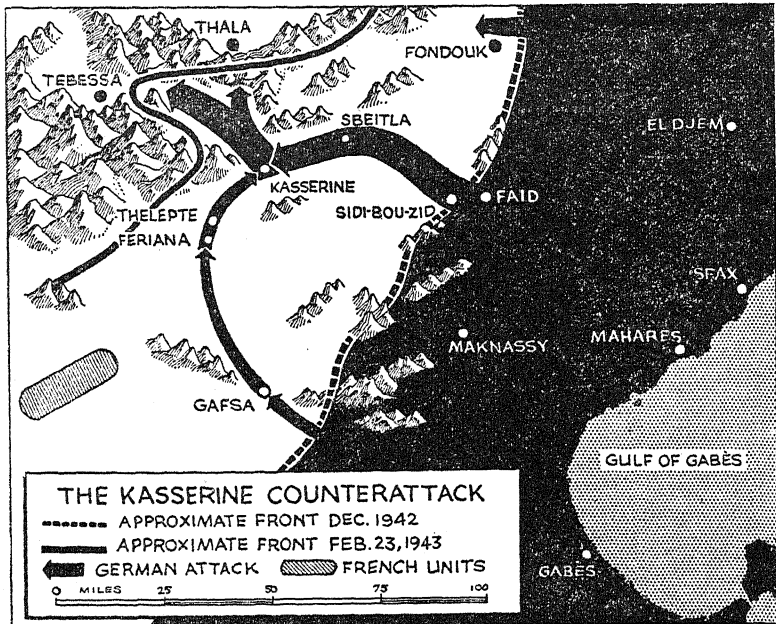 THALA
FONDOUK
TEBESSA
SBEITLA
EL DJEM
KASSERINE
THELEPTE
FERIANA
SIDI-BOU-ZID
FAID
SFAX
MAKNASSY
MAHARES
GAFSA
GULF OF GABES
GABES
THE KASSERINE COUNTERATTACK
APPROXIMATE FRONT DEC. 1942
APPROXIMATE FRONT FEB. 23, 1943
GERMAN ATTACK FRENCH UNITS
0 MILES 25 50 75 100